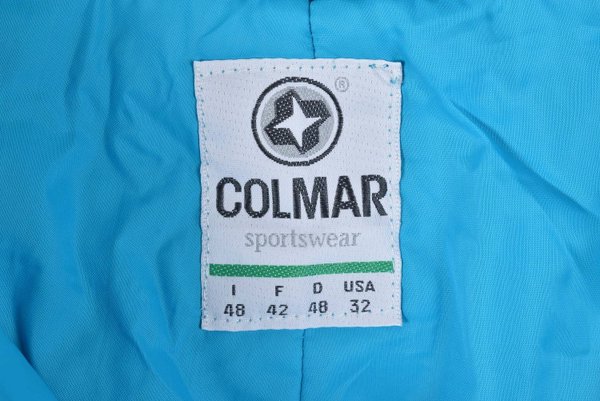 ®
COLMAR
sportswear
I F D USA
48 42 48 32